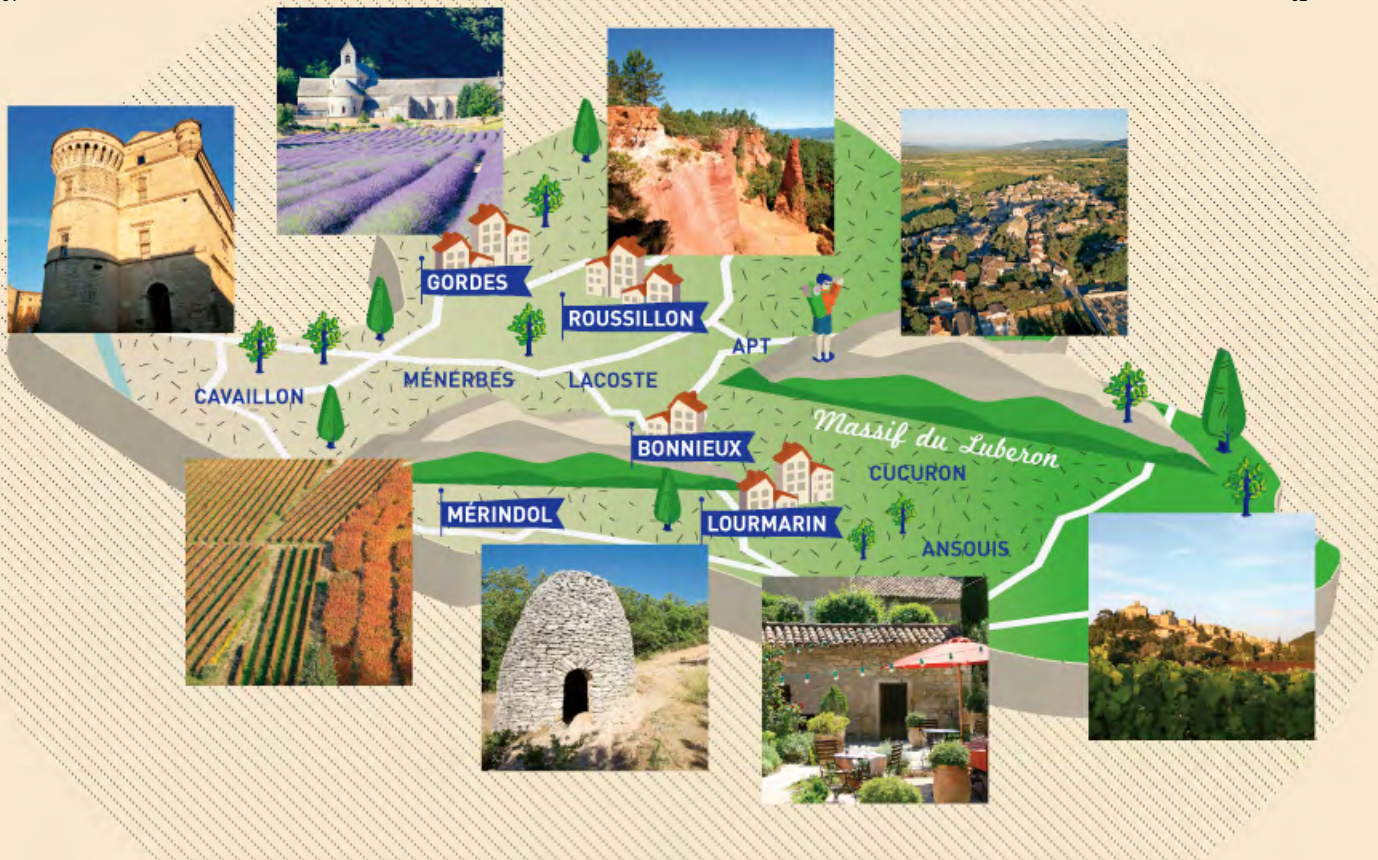 GORDES
ROUSSILLON
APT
MÉNERBES
LACOSTE
CAVAILLON
Massif du Luberon
BONNIEUX
CUCURON
MÉRINDOL
LOURMARIN
ANSOUIS